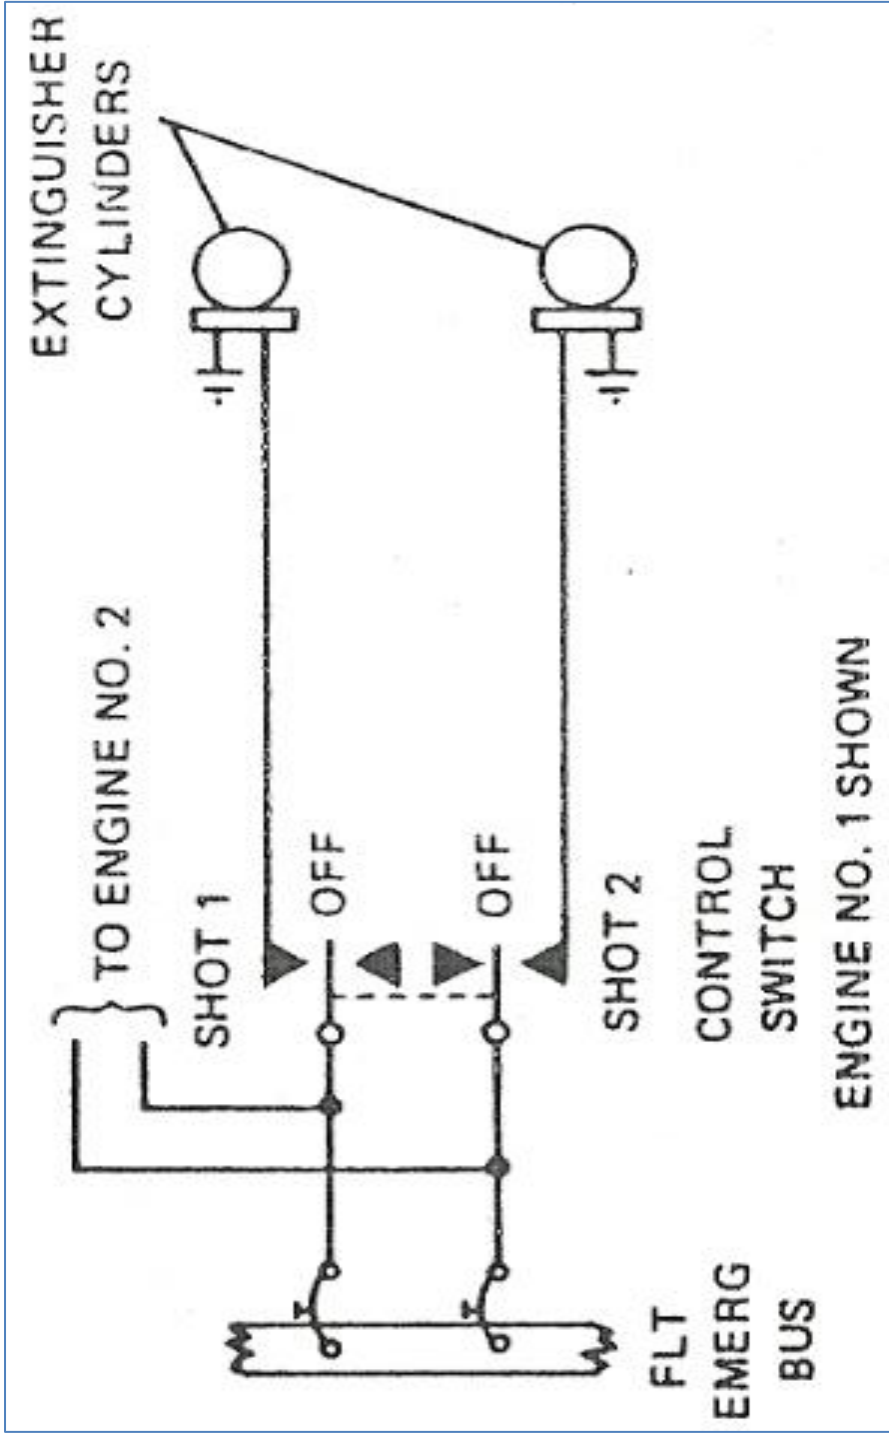 EXTINGUISHER
CYLINDERS
TO ENGINE NO. 2
SHOT 1
OFF
OFF
SHOT 2
CONTROL
SWITCH
ENGINE NO. 1 SHOWN
FLT
EMERG
BUS